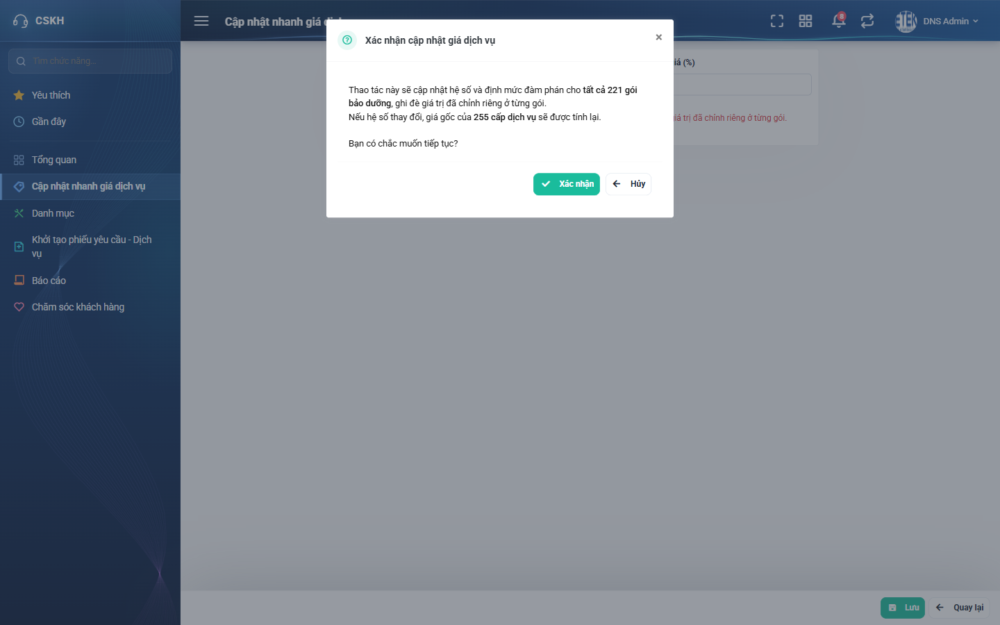 CSKH
Cập nhật nhanh giá
DNS Admin
8
Tìm chức năng...
Yêu thích
Gần đây
Tổng quan
Cập nhật nhanh giá dịch vụ
Danh mục
Khởi tạo phiếu yêu cầu - Dịch
vụ
Báo cáo
Chăm sóc khách hàng
Xác nhận cập nhật giá dịch vụ
×
Thao tác này sẽ cập nhật hệ số và định mức đàm phán cho tất cả 221 gói
bảo dưỡng, ghi đè giá trị đã chỉnh riêng ở từng gói.
Nếu hệ số thay đổi, giá gốc của 255 cấp dịch vụ sẽ được tính lại.
Bạn có chắc muốn tiếp tục?
Xác nhận
Hủy
iá (%)
giá trị đã chỉnh riêng ở từng gói.
Lưu
Quay lại